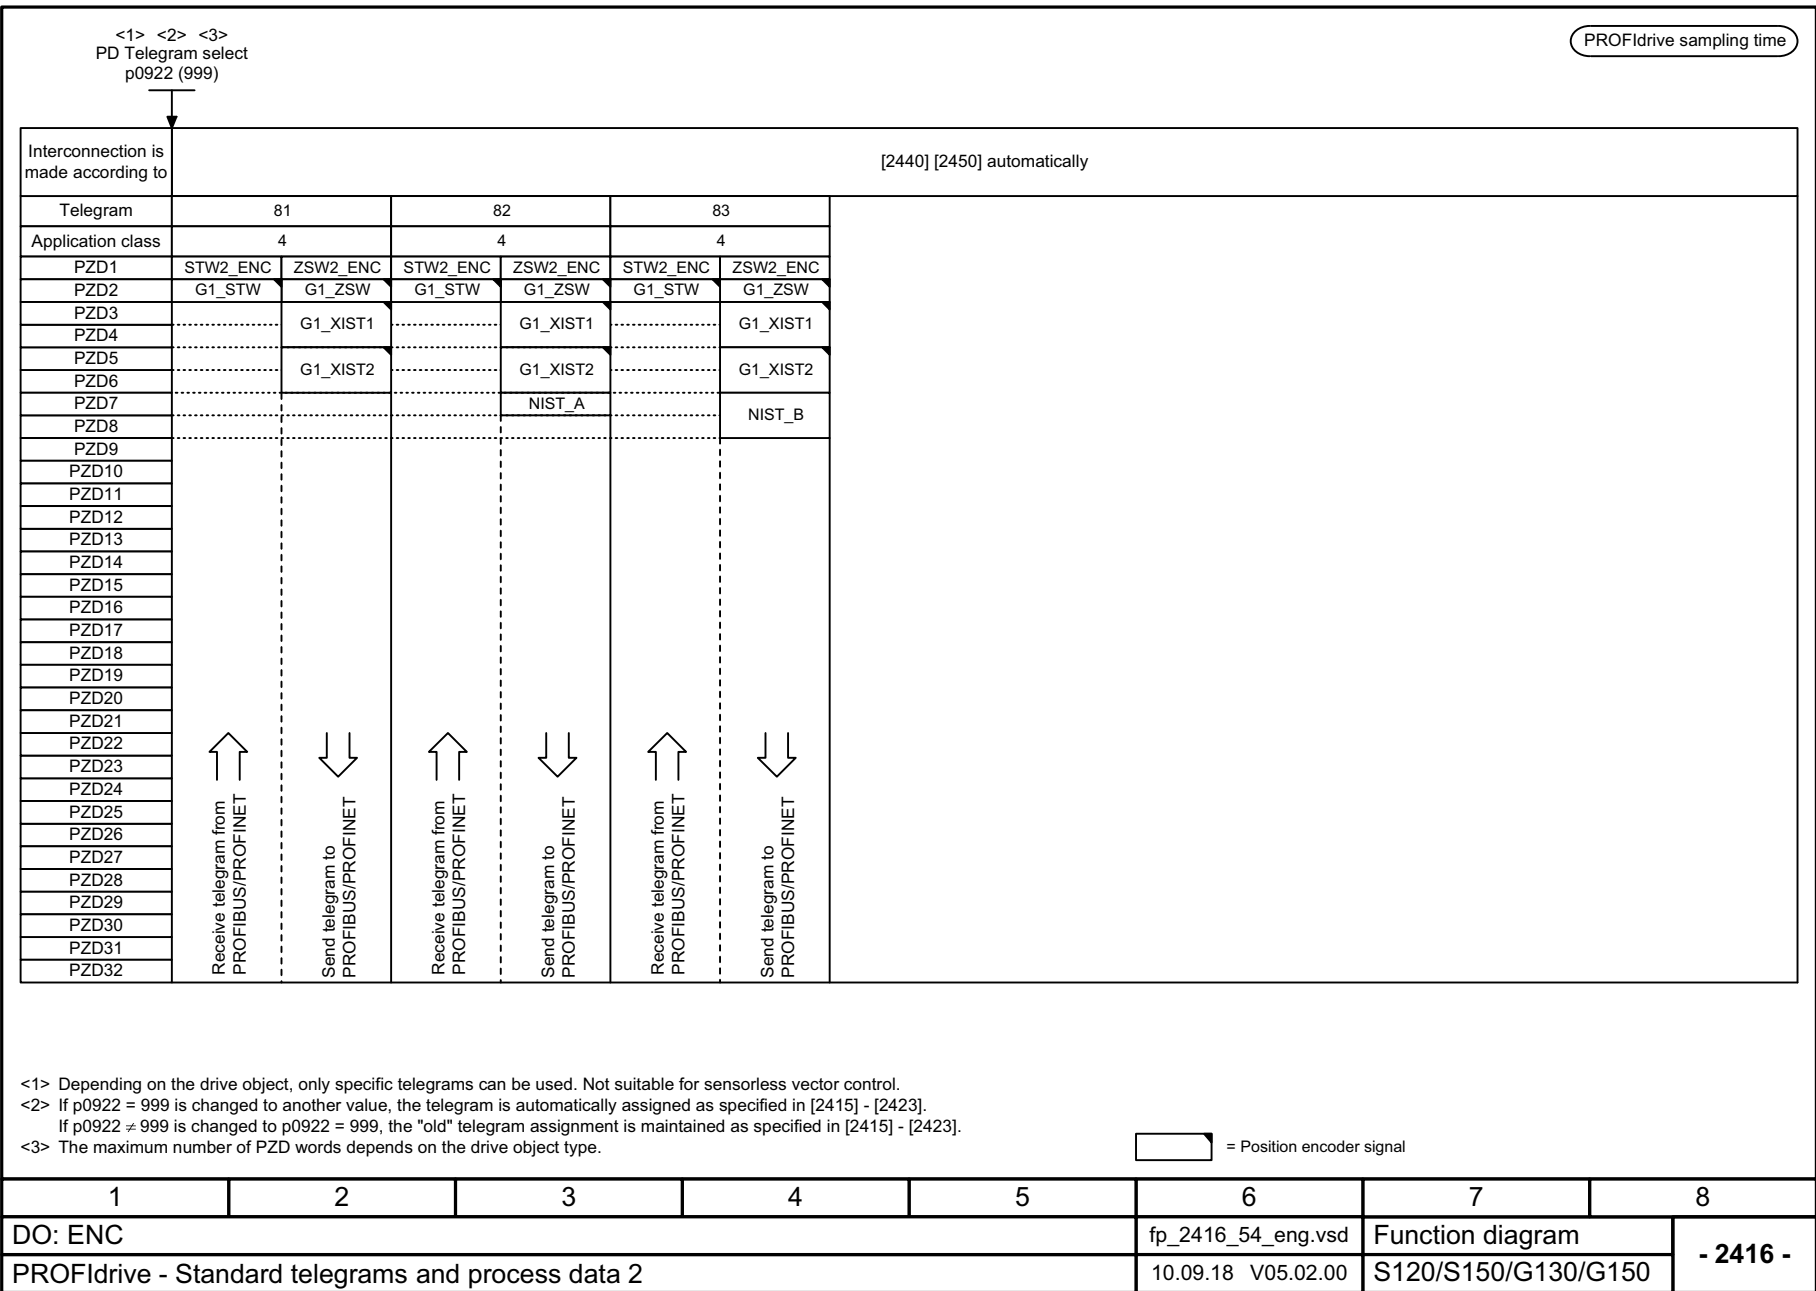 <1> <2> <3>
PD Telegram select
p0922 (999)
PROFIdrive sampling time
Interconnection is
made according to
[2440] [2450] automatically
Telegram 81 82 83
Application class 4 4 4
PZD1 STW2_ENC ZSW2_ENC STW2_ENC ZSW2_ENC STW2_ENC ZSW2_ENC
PZD2 G1_STW G1_ZSW G1_STW G1_ZSW G1_STW G1_ZSW
PZD3
G1_XIST1 G1_XIST1 G1_XIST1
PZD4
PZD5
G1_XIST2 G1_XIST2 G1_XIST2
PZD6
PZD7 NIST_A
NIST_B
PZD8
PZD9
PZD10
PZD11
PZD12
PZD13
PZD14
PZD15
PZD16
PZD17
PZD18
PZD19
PZD20
PZD21
PZD22
PZD23
PZD24
PZD25
PZD26
PZD27
PZD28
PZD29
PZD30
PZD31
PZD32
Receive telegram from
PROFIBUS/PROFINET
Send telegram to
PROFIBUS/PROFINET
Receive telegram from
PROFIBUS/PROFINET
Send telegram to
PROFIBUS/PROFINET
Receive telegram from
PROFIBUS/PROFINET
Send telegram to
PROFIBUS/PROFINET
<1> Depending on the drive object, only specific telegrams can be used. Not suitable for sensorless vector control.
<2> If p0922 = 999 is changed to another value, the telegram is automatically assigned as specified in [2415] - [2423].
If p0922 ≠ 999 is changed to p0922 = 999, the "old" telegram assignment is maintained as specified in [2415] - [2423].
<3> The maximum number of PZD words depends on the drive object type.
= Position encoder signal
1 2 3 4 5 6 7 8
DO: ENC fp_2416_54_eng.vsd Function diagram
- 2416 -
PROFIdrive - Standard telegrams and process data 2 10.09.18 V05.02.00 S120/S150/G130/G150